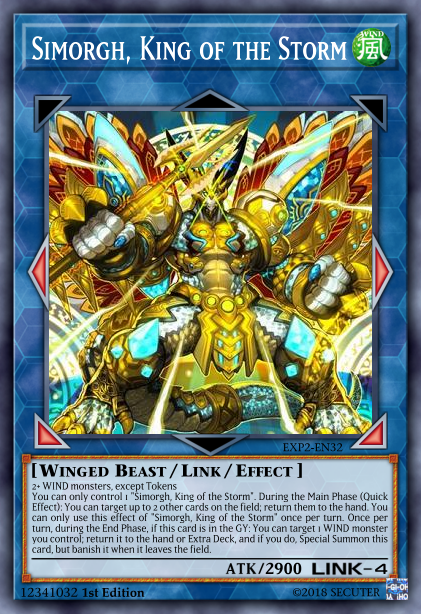 Simorgh, King of the Storm
WIND
風
EXP2-EN32
[Winged Beast / Link / Effect ]
2+ WIND monsters, except Tokens
You can only control 1 "Simorgh, King of the Storm". During the Main Phase (Quick
Effect): You can target up to 2 other cards on the field; return them to the hand. You
can only use this effect of "Simorgh, King of the Storm" once per turn. Once per
turn, during the End Phase, if this card is in the GY: You can target 1 WIND monster
you control; return it to the hand or Extra Deck, and if you do, Special Summon this
card, but banish it when it leaves the field.
ATK/2900 LINK-4
12341032 1st Edition
©2018 SECUTER